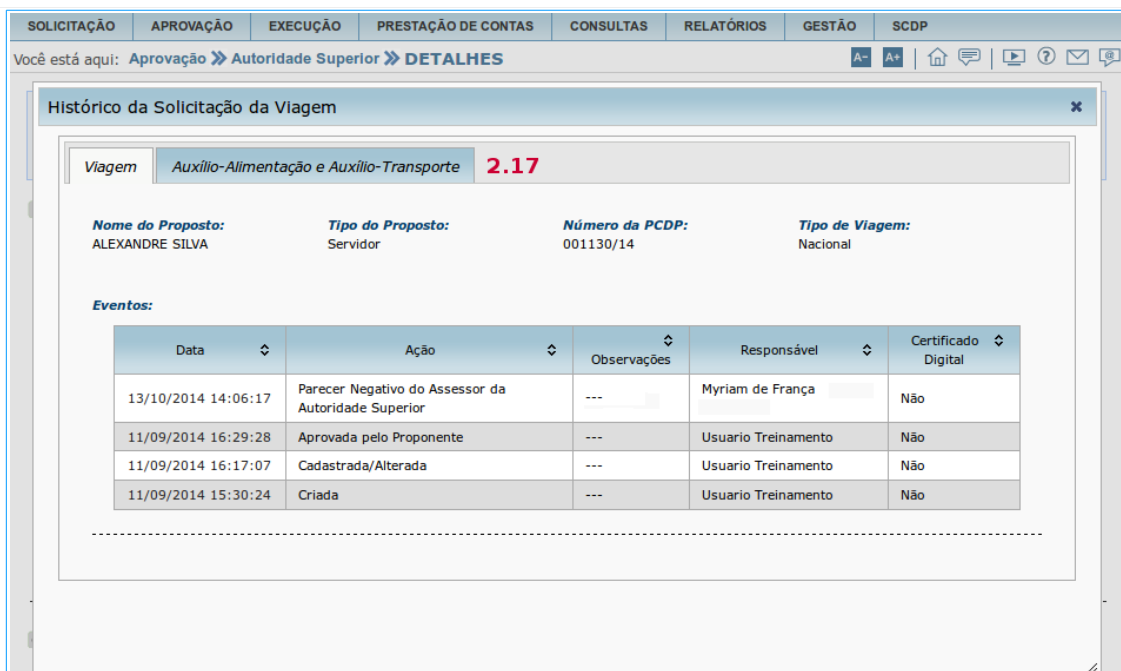 SOLICITAÇÃO APROVAÇÃO EXECUÇÃO PRESTAÇÃO DE CONTAS CONSULTAS RELATÓRIOS GESTÃO SCDP
Você está aqui: Aprovação >> Autoridade Superior >> DETALHES A- A+
Histórico da Solicitação da Viagem
Viagem Auxílio-Alimentação e Auxílio-Transporte 2.17
Nome do Proposto: Tipo do Proposto: Número da PCDP: Tipo de Viagem:
ALEXANDRE SILVA Servidor 001130/14 Nacional
Eventos:
Data Ação Observações Responsável Certificado Digital
13/10/2014 14:06:17 Parecer Negativo do Assessor da Autoridade Superior --- Myriam de França Não
11/09/2014 16:29:28 Aprovada pelo Proponente --- Usuario Treinamento Não
11/09/2014 16:17:07 Cadastrada/Alterada --- Usuario Treinamento Não
11/09/2014 15:30:24 Criada --- Usuario Treinamento Não